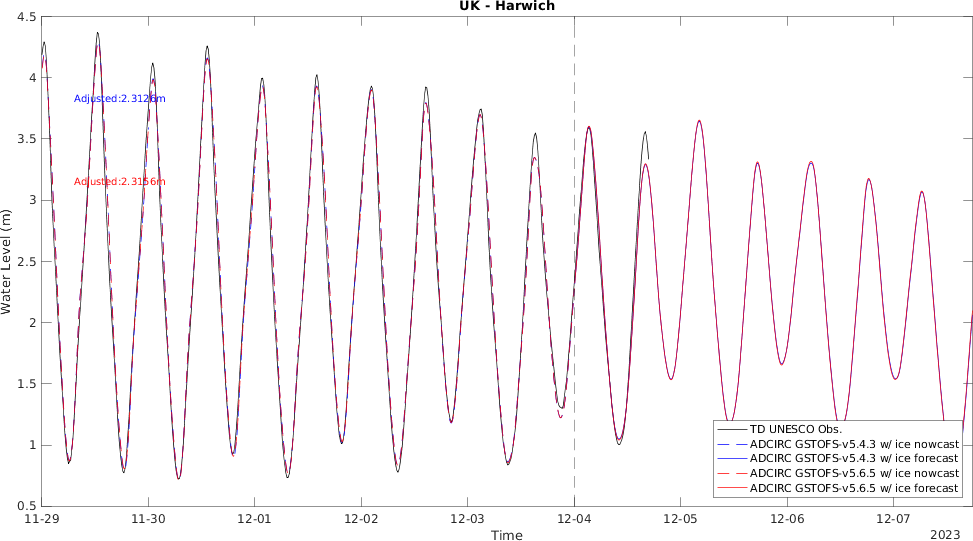 UK - Harwich
4.5
4
3.5
3
2.5
2
1.5
1
0.5
Water Level (m)
Adjusted:2.3126m
Adjusted:2.3156m
TD UNESCO Obs.
ADCIRC GSTOFS-v5.4.3 w/ ice nowcast
ADCIRC GSTOFS-v5.4.3 w/ ice forecast
ADCIRC GSTOFS-v5.6.5 w/ ice nowcast
ADCIRC GSTOFS-v5.6.5 w/ ice forecast
11-29 11-30 12-01 12-02 12-03 12-04 12-05 12-06 12-07
Time
2023